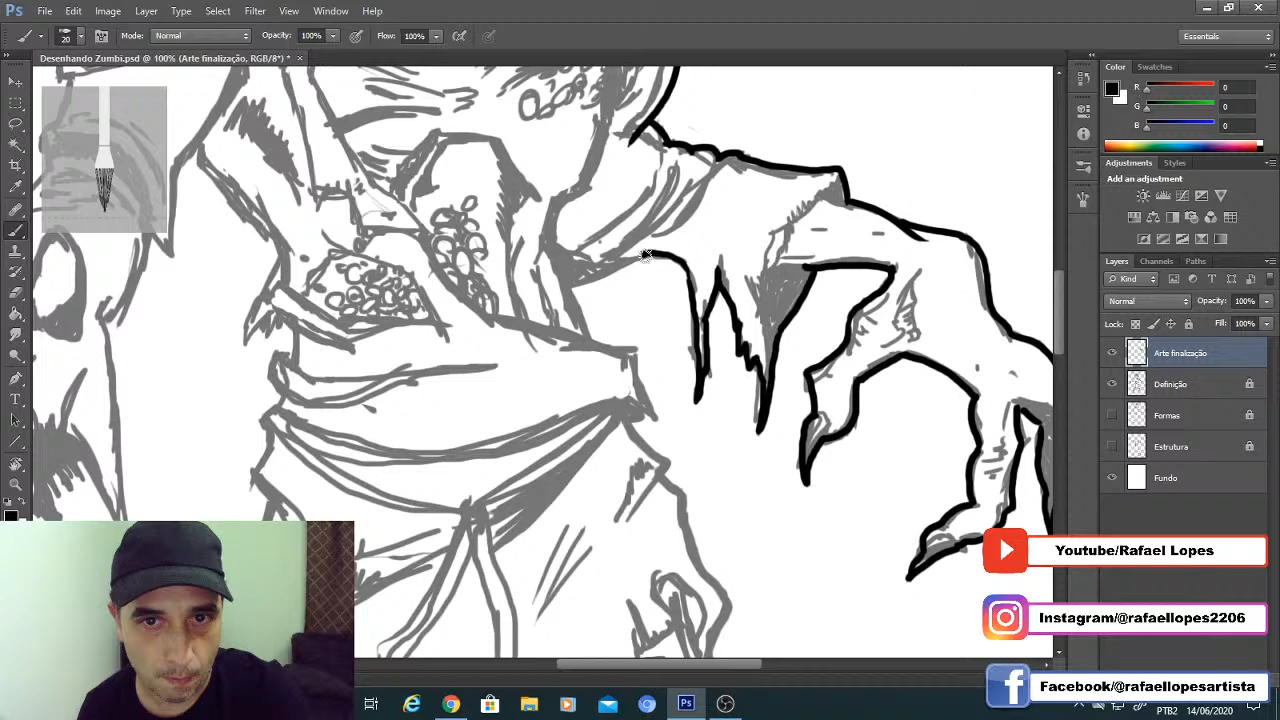 Ps File Edit Image Layer Type Select Filter View Window Help
20 Mode: Normal Opacity: 100% Flow: 100% Essentials
Desenhando Zumbi.psd @ 100% (Arte finalização, RGB/8*) * ×
Color Swatches
R 0
G 0
B 0
Adjustments Styles
Add an adjustment
Layers Channels Paths
Kind
Normal Opacity: 100%
Lock: Fill: 100%
Arte finalização
Definição
Formas
Estrutura
Fundo
Youtube/Rafael Lopes
Instagram/@rafaellopes2206
Facebook/@rafaellopesartista
Ps
PTB2 14/06/2020